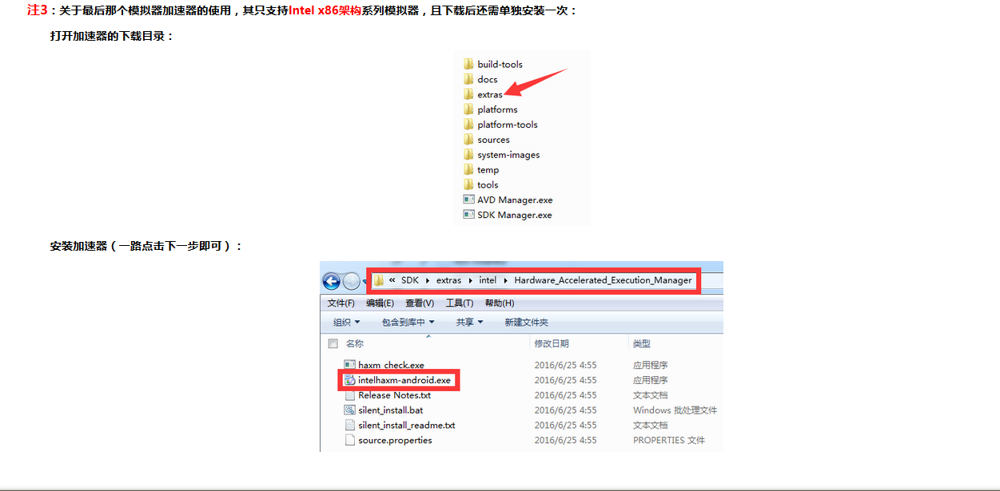 注3：关于最后那个模拟器加速器的使用，其只支持Intel x86架构系列模拟器，且下载后还需单独安装一次：
打开加速器的下载目录：
build-tools
docs
extras
platforms
platform-tools
sources
system-images
temp
tools
AVD Manager.exe
SDK Manager.exe
安装加速器（一路点击下一步即可）：
« SDK extras intel Hardware_Accelerated_Execution_Manager
文件(F) 编辑(E) 查看(V) 工具(T) 帮助(H)
组织 包含到库中 共享 新建文件夹
名称 修改日期 类型
haxm_check.exe 2016/6/25 4:55 应用程序
intelhaxm-android.exe 2016/6/25 4:55 应用程序
Release Notes.txt 2016/6/25 4:55 文本文档
silent_install.bat 2016/6/25 4:55 Windows 批处理文件
silent_install_readme.txt 2016/6/25 4:55 文本文档
source.properties 2016/6/25 4:55 PROPERTIES 文件